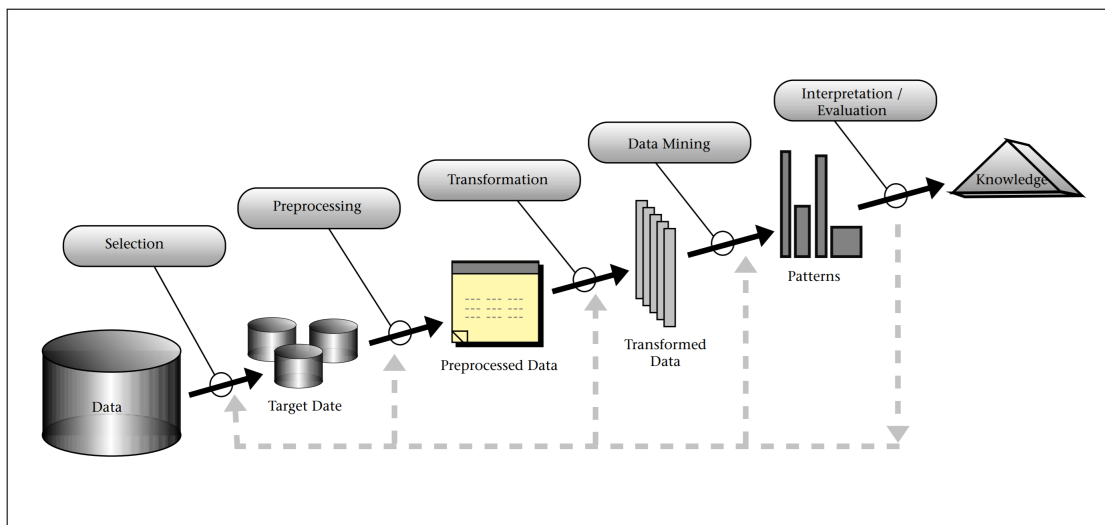 Interpretation /
Evaluation
Data Mining
Transformation
Preprocessing
Selection
Data
Target Date
Preprocessed Data
Transformed
Data
Patterns
Knowledge